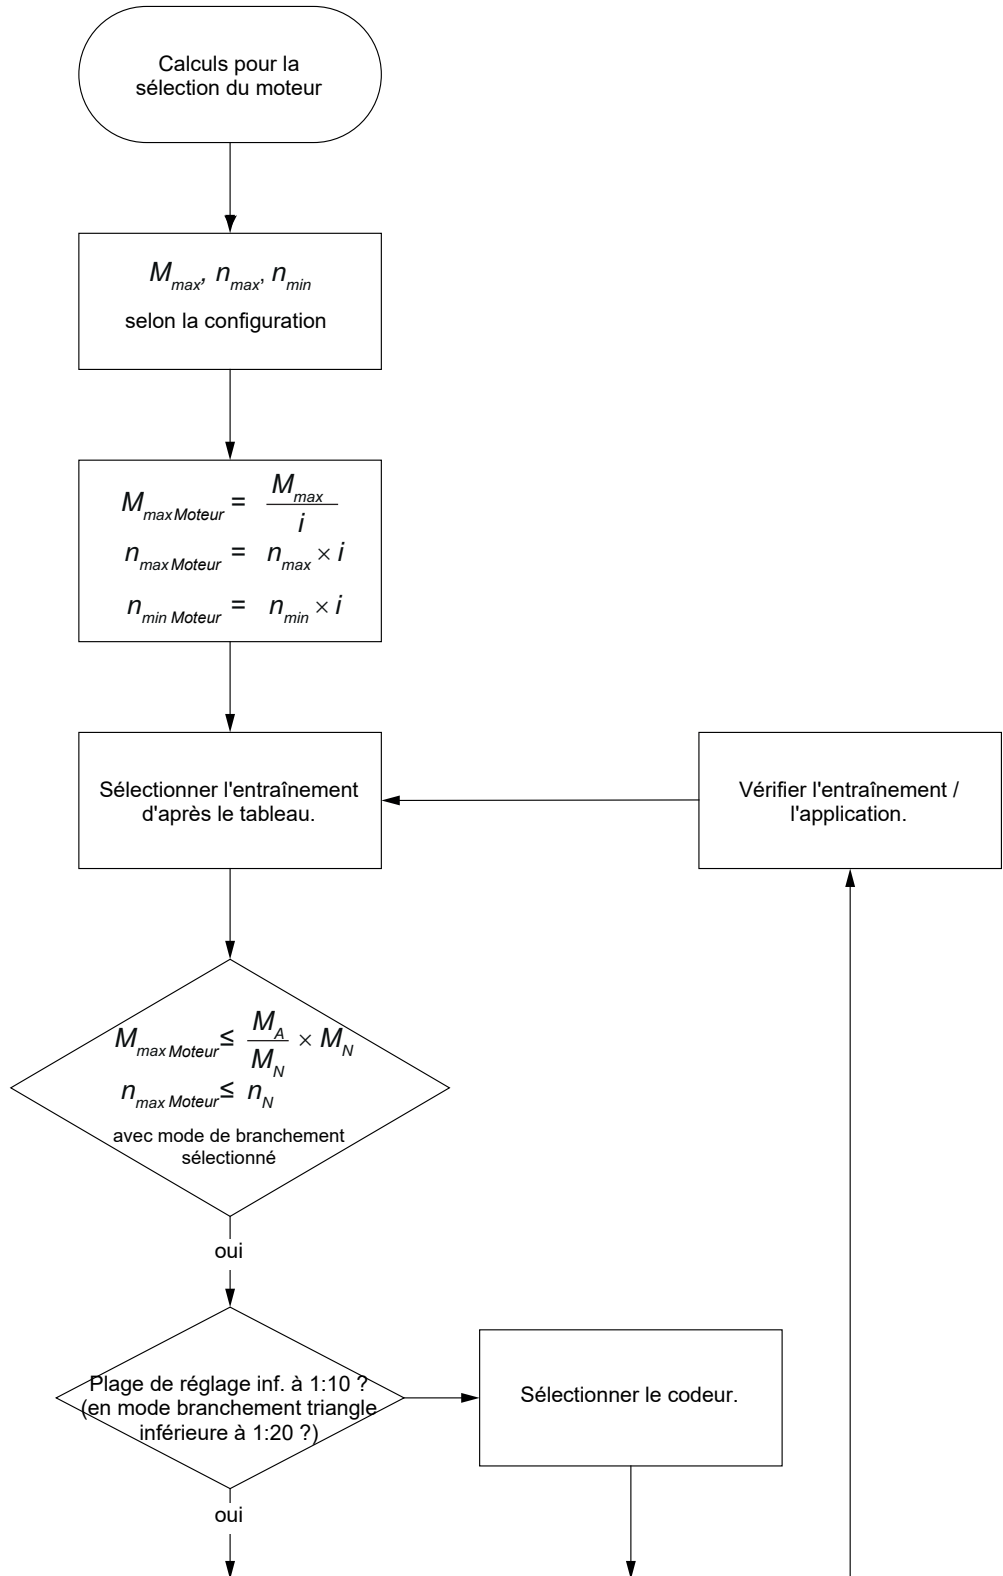 Calculs pour la
sélection du moteur
M_max, n_max, n_min
selon la configuration
M_max Moteur = M_max / i
n_max Moteur = n_max × i
n_min Moteur = n_min × i
Sélectionner l'entraînement
d'après le tableau.
Vérifier l'entraînement /
l'application.
M_max Moteur ≤ M_A / M_N × M_N
n_max Moteur ≤ n_N
avec mode de branchement
sélectionné
oui
Plage de réglage inf. à 1:10 ?
(en mode branchement triangle
inférieure à 1:20 ?)
Sélectionner le codeur.
oui